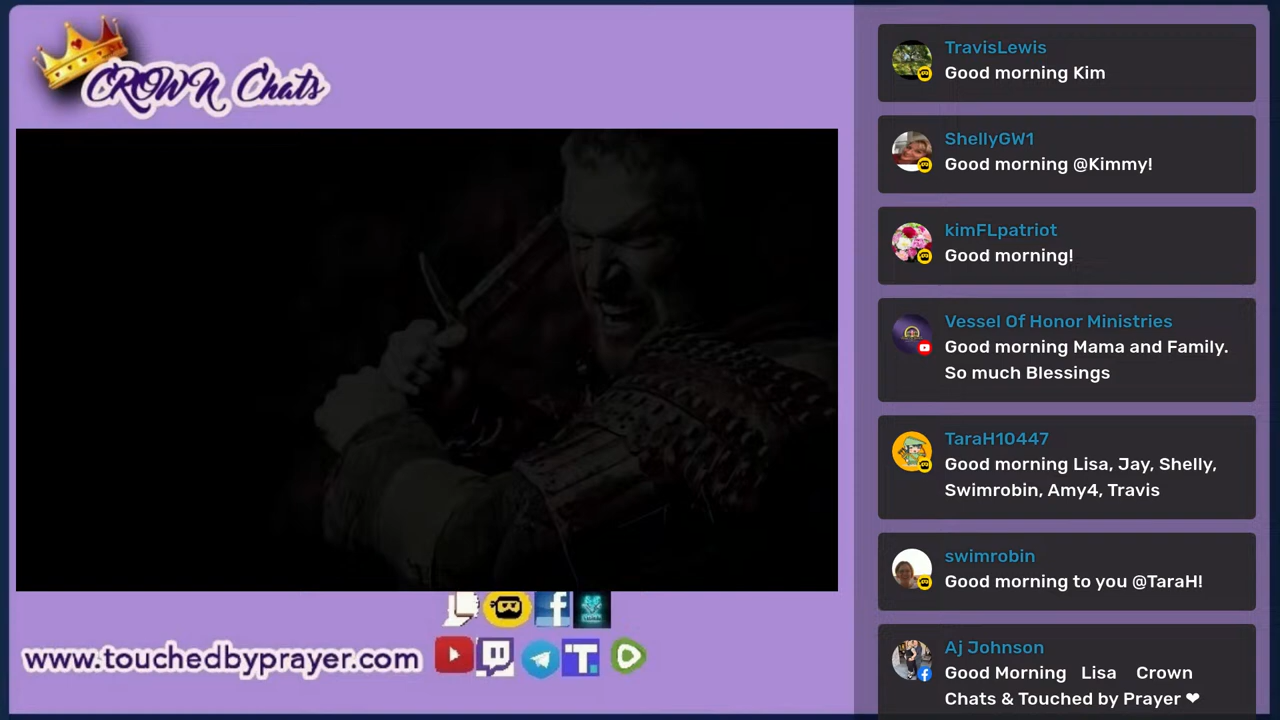 CROWN Chats
TravisLewis
Good morning Kim
ShellyGW1
Good morning @Kimmy!
kimFLpatriot
Good morning!
Vessel Of Honor Ministries
Good morning Mama and Family.
So much Blessings
TaraH10447
Good morning Lisa, Jay, Shelly,
Swimrobin, Amy4, Travis
swimrobin
Good morning to you @TaraH!
Aj Johnson
Good Morning Lisa Crown
Chats & Touched by Prayer ❤
www.touchedbyprayer.com